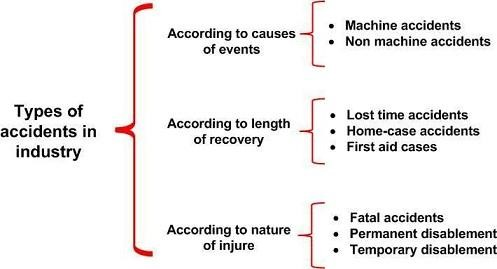 Types of
accidents in
industry
According to causes
of events
• Machine accidents
• Non machine accidents
According to length
of recovery
• Lost time accidents
• Home-case accidents
• First aid cases
According to nature
of injure
• Fatal accidents
• Permanent disablement
• Temporary disablement